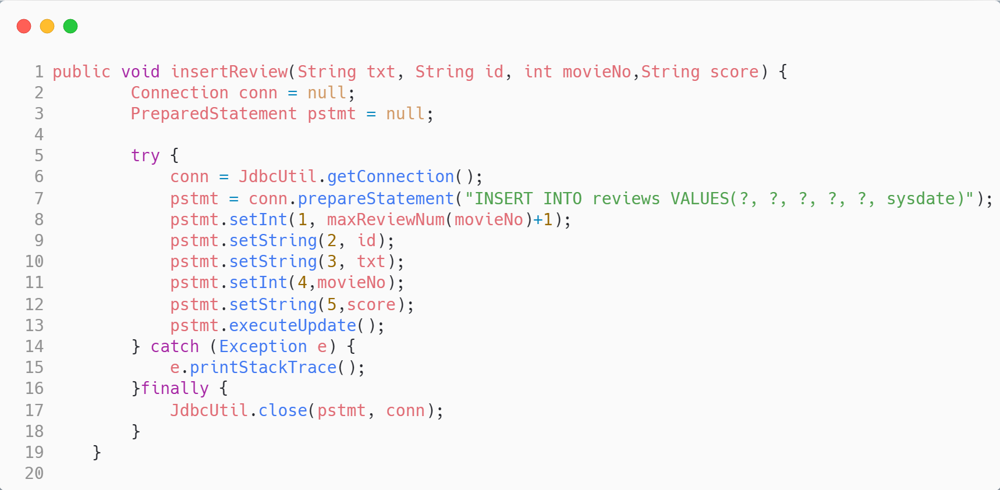 1 public void insertReview(String txt, String id, int movieNo,String score) {
2         Connection conn = null;
3         PreparedStatement pstmt = null;
4
5         try {
6             conn = JdbcUtil.getConnection();
7             pstmt = conn.prepareStatement("INSERT INTO reviews VALUES(?, ?, ?, ?, ?, sysdate)");
8             pstmt.setInt(1, maxReviewNum(movieNo)+1);
9             pstmt.setString(2, id);
10             pstmt.setString(3, txt);
11             pstmt.setInt(4,movieNo);
12             pstmt.setString(5,score);
13             pstmt.executeUpdate();
14         } catch (Exception e) {
15             e.printStackTrace();
16         }finally {
17             JdbcUtil.close(pstmt, conn);
18         }
19     }
20